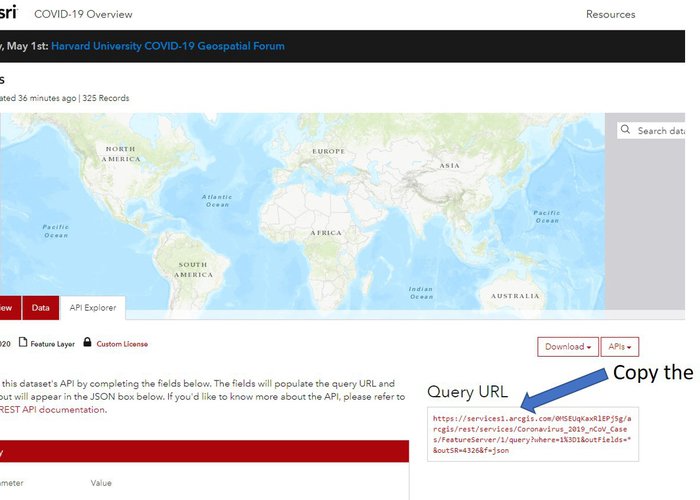 sri COVID-19 Overview Resources
, May 1st: Harvard University COVID-19 Geospatial Forum
s
ated 36 minutes ago | 325 Records
Search data
NORTH
AMERICA
EUROPE
ASIA
Atlantic
Ocean
Pacific
Ocean
Pacific
Ocean
AFRICA
SOUTH
AMERICA
Indian
Ocean
AUSTRALIA
iew Data API Explorer
020 Feature Layer Custom License
Download APIs
Copy the
this dataset's API by completing the fields below. The fields will populate the query URL and
out will appear in the JSON box below. If you'd like to know more about the API, please refer to
REST API documentation.
Query URL
https://services1.arcgis.com/0MSEUqKaxRlEPj5g/a
rcgis/rest/services/Coronavirus_2019_nCoV_Case
s/FeatureServer/1/query?where=1%3D1&outFields=*
&outSR=4326&f=json
y
ameter Value